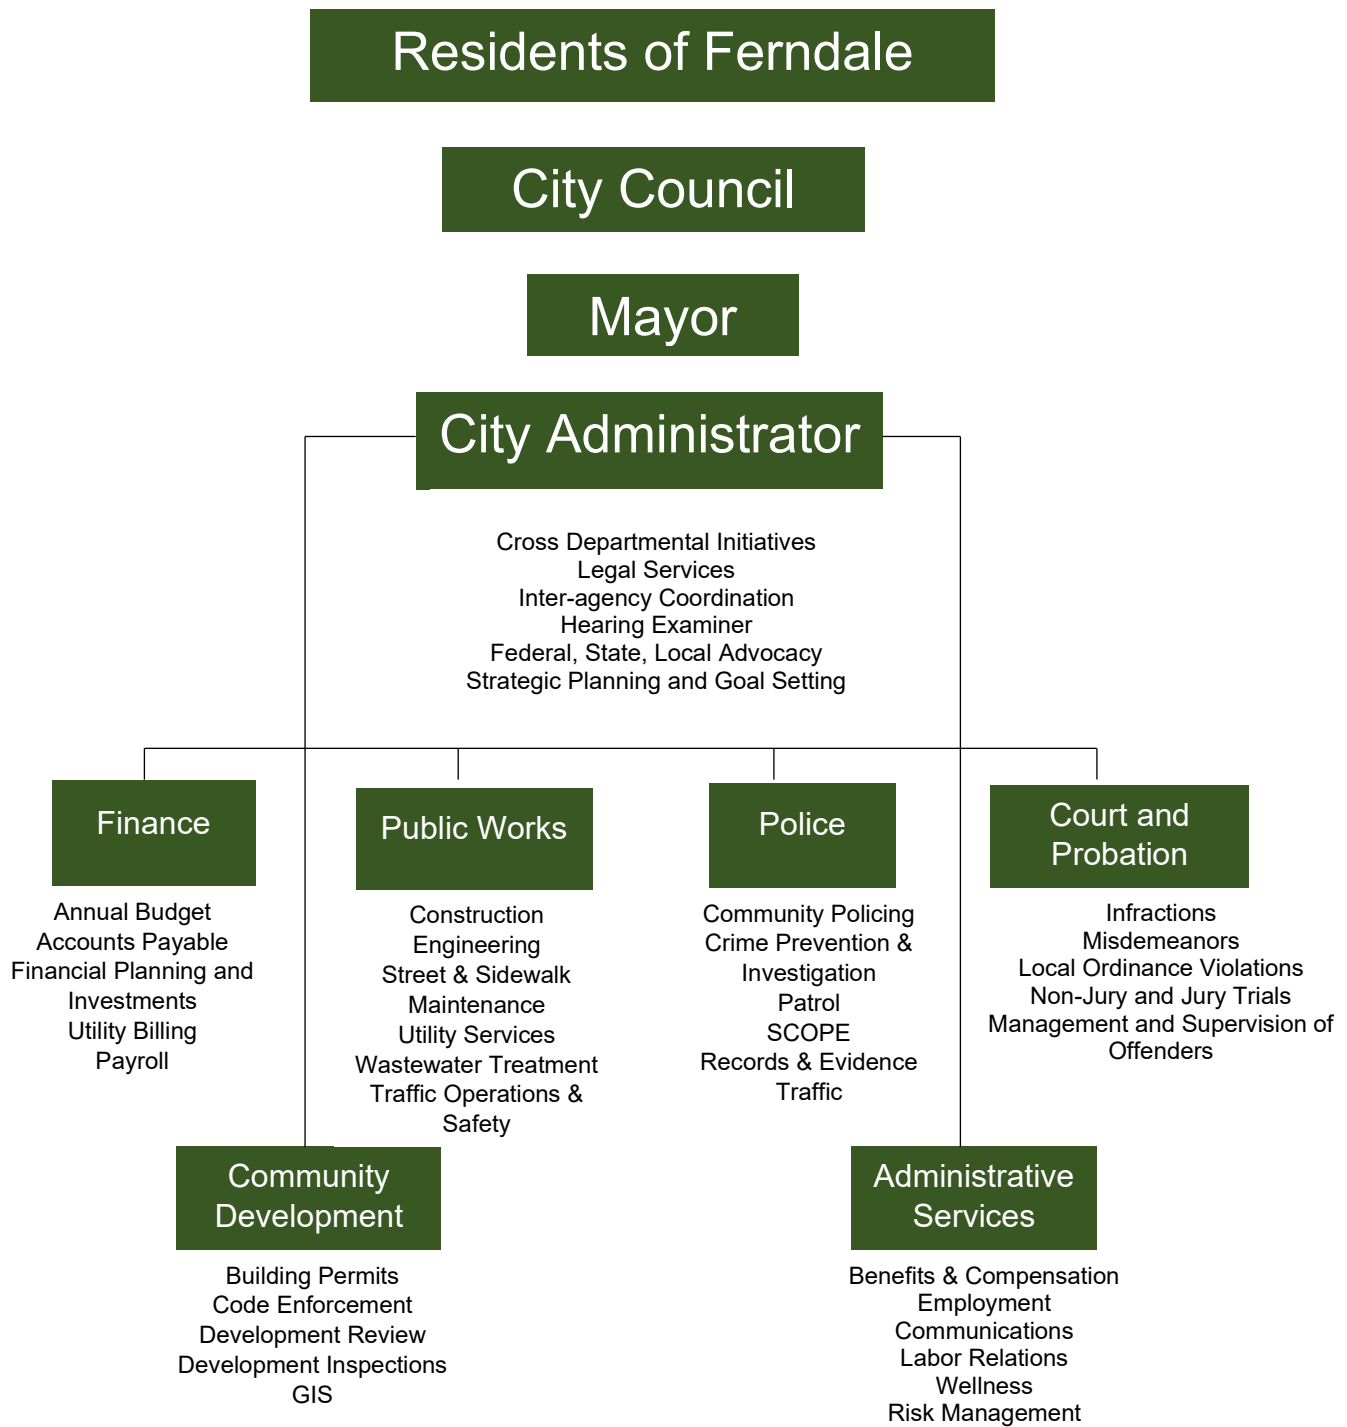 Residents of Ferndale
City Council
Mayor
City Administrator
Cross Departmental Initiatives
Legal Services
Inter-agency Coordination
Hearing Examiner
Federal, State, Local Advocacy
Strategic Planning and Goal Setting
Finance
Annual Budget
Accounts Payable
Financial Planning and
Investments
Utility Billing
Payroll
Public Works
Construction
Engineering
Street & Sidewalk
Maintenance
Utility Services
Wastewater Treatment
Traffic Operations &
Safety
Police
Community Policing
Crime Prevention &
Investigation
Patrol
SCOPE
Records & Evidence
Traffic
Court and
Probation
Infractions
Misdemeanors
Local Ordinance Violations
Non-Jury and Jury Trials
Management and Supervision of
Offenders
Community
Development
Building Permits
Code Enforcement
Development Review
Development Inspections
GIS
Administrative
Services
Benefits & Compensation
Employment
Communications
Labor Relations
Wellness
Risk Management